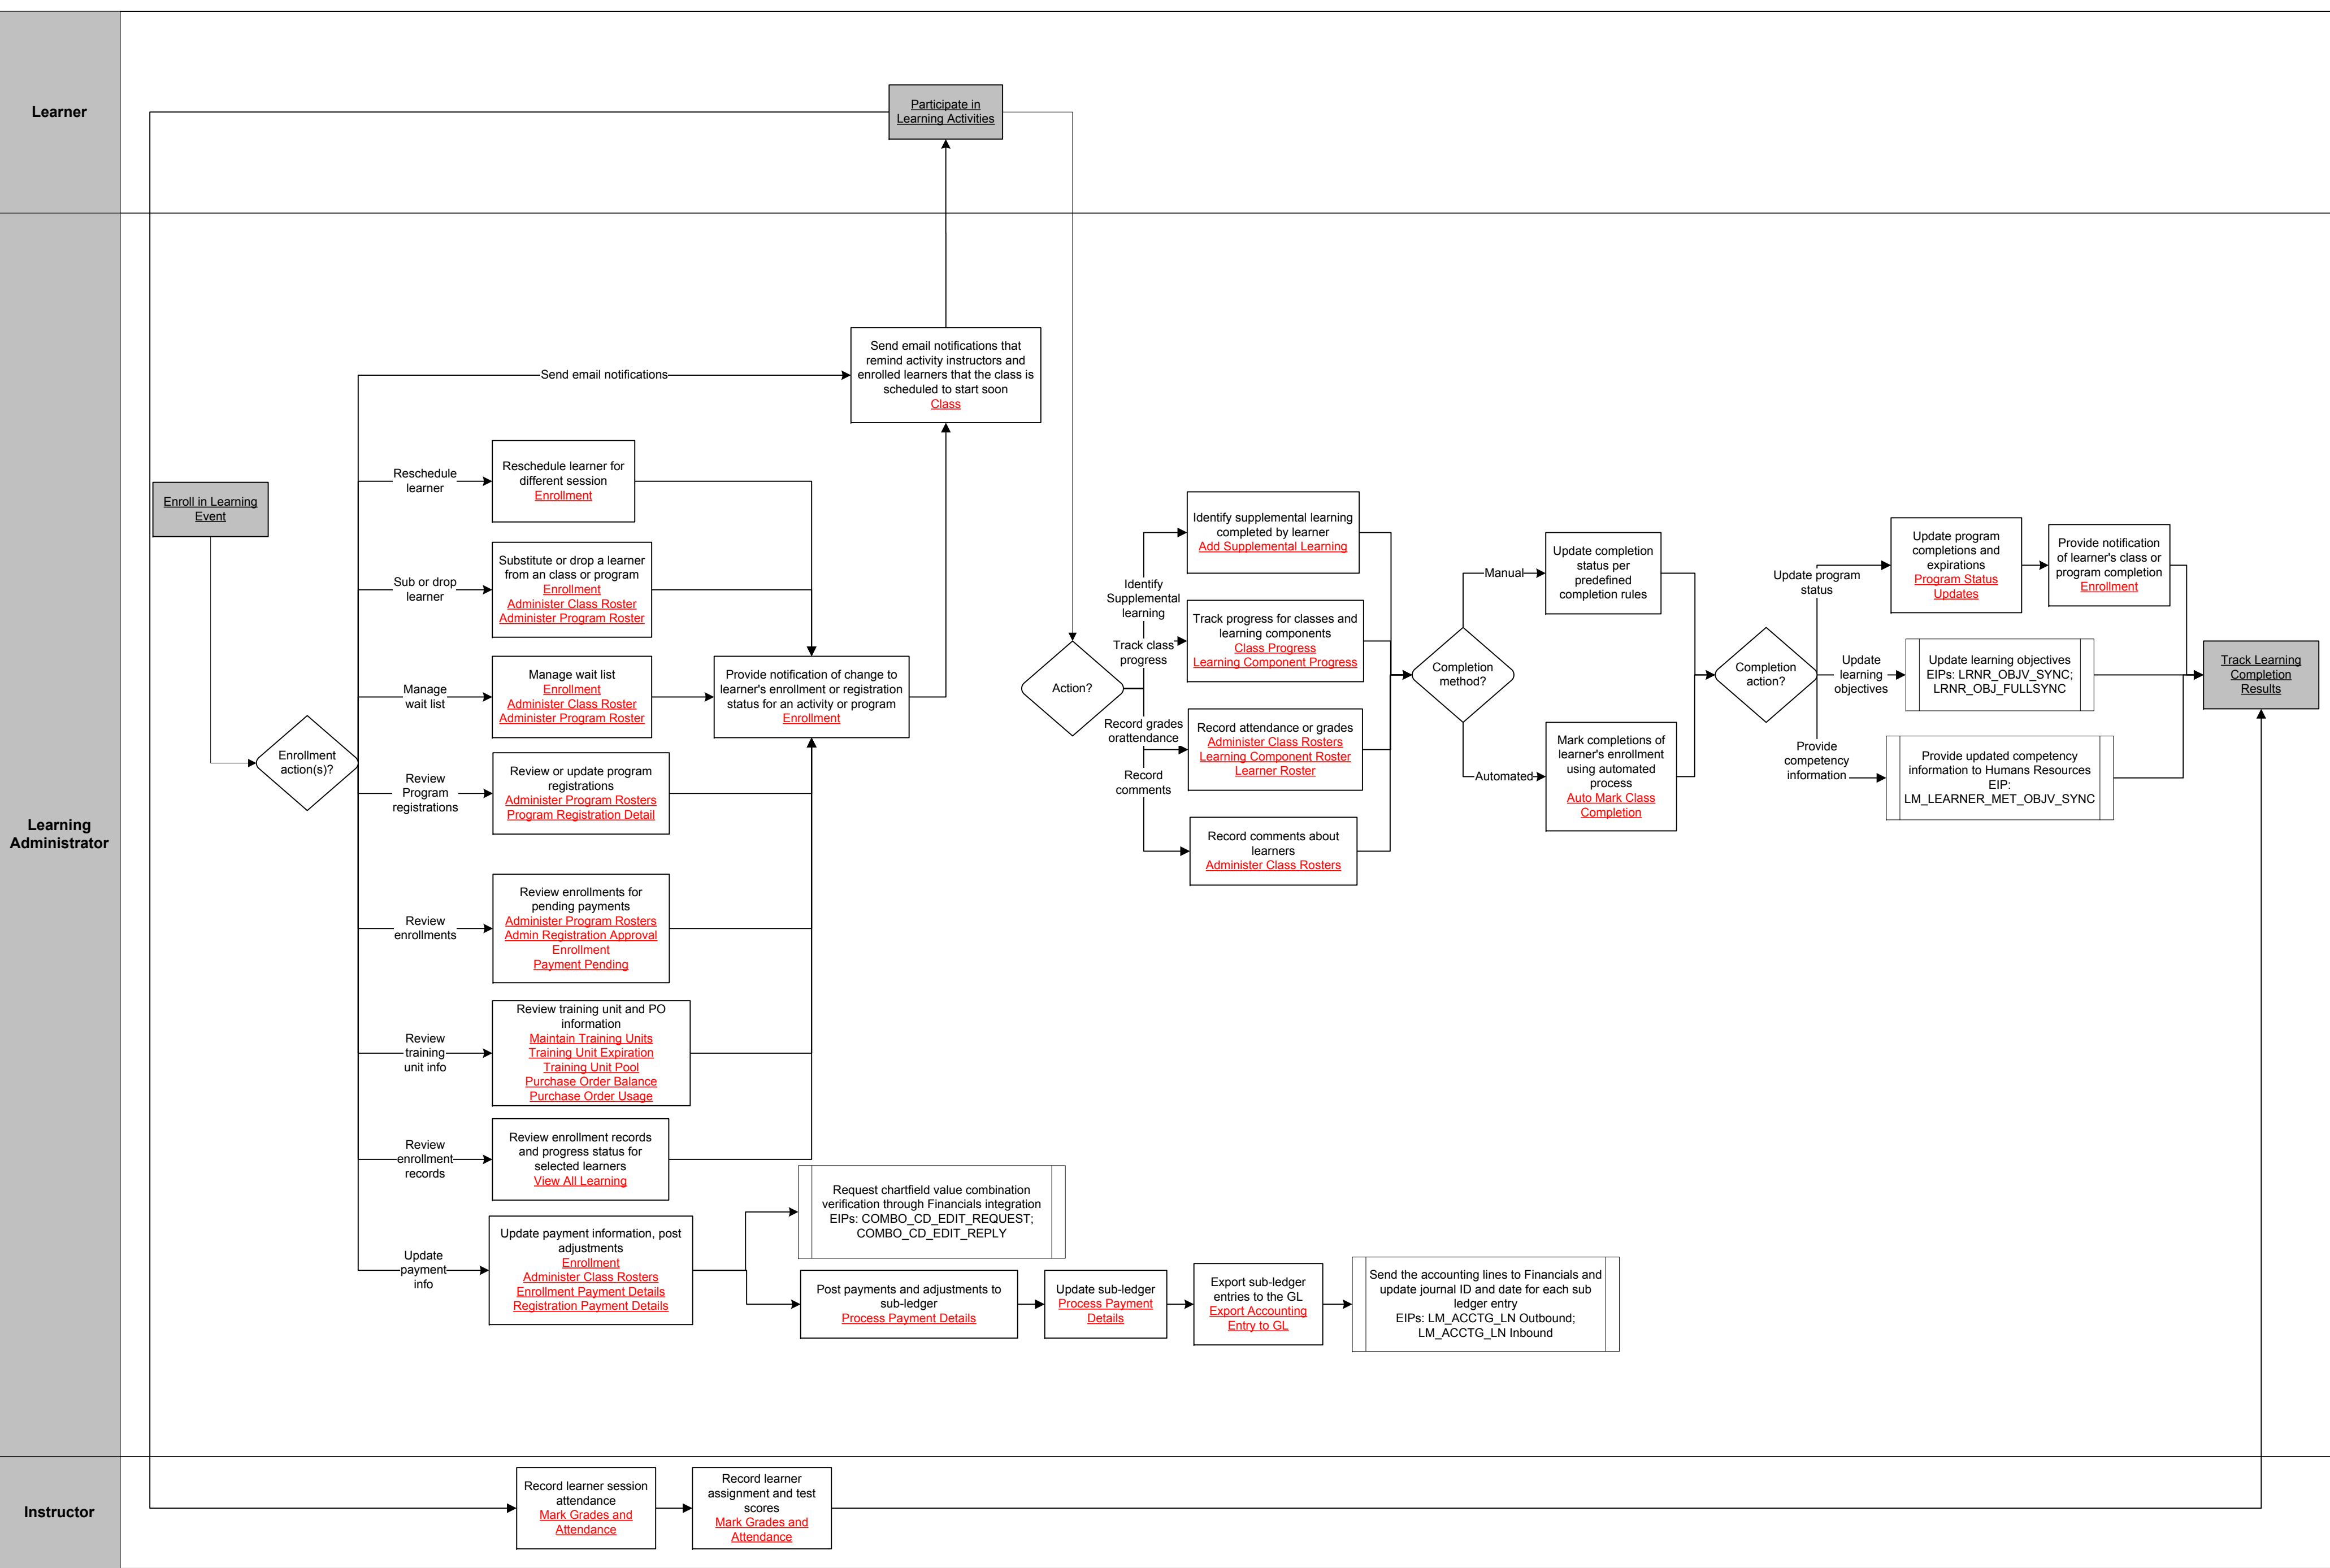 Learner
Participate in
Learning Activities
Learning
Administrator
Send email notifications
Send email notifications that
remind activity instructors and
enrolled learners that the class is
scheduled to start soon
Class
Enroll in Learning
Event
Enrollment
action(s)?
Reschedule
learner
Reschedule learner for
different session
Enrollment
Sub or drop
learner
Substitute or drop a learner
from an class or program
Enrollment
Administer Class Roster
Administer Program Roster
Manage
wait list
Manage wait list
Enrollment
Administer Class Roster
Administer Program Roster
Provide notification of change to
learner's enrollment or registration
status for an activity or program
Enrollment
Review
Program
registrations
Review or update program
registrations
Administer Program Rosters
Program Registration Detail
Review
enrollments
Review enrollments for
pending payments
Administer Program Rosters
Admin Registration Approval
Enrollment
Payment Pending
Review
training
unit info
Review training unit and PO
information
Maintain Training Units
Training Unit Expiration
Training Unit Pool
Purchase Order Balance
Purchase Order Usage
Review
enrollment
records
Review enrollment records
and progress status for
selected learners
View All Learning
Update
payment
info
Update payment information, post
adjustments
Enrollment
Administer Class Rosters
Enrollment Payment Details
Registration Payment Details
Request chartfield value combination
verification through Financials integration
EIPs: COMBO_CD_EDIT_REQUEST;
COMBO_CD_EDIT_REPLY
Post payments and adjustments to
sub-ledger
Process Payment Details
Update sub-ledger
Process Payment
Details
Export sub-ledger
entries to the GL
Export Accounting
Entry to GL
Send the accounting lines to Financials and
update journal ID and date for each sub
ledger entry
EIPs: LM_ACCTG_LN Outbound;
LM_ACCTG_LN Inbound
Action?
Identify
Supplemental
learning
Identify supplemental learning
completed by learner
Add Supplemental Learning
Track class
progress
Track progress for classes and
learning components
Class Progress
Learning Component Progress
Record grades
orattendance
Record attendance or grades
Administer Class Rosters
Learning Component Roster
Learner Roster
Record
comments
Record comments about
learners
Administer Class Rosters
Completion
method?
Manual
Update completion
status per
predefined
completion rules
Automated
Mark completions of
learner's enrollment
using automated
process
Auto Mark Class
Completion
Completion
action?
Update program
status
Update program
completions and
expirations
Program Status
Updates
Provide notification
of learner's class or
program completion
Enrollment
Update
learning
objectives
Update learning objectives
EIPs: LRNR_OBJV_SYNC;
LRNR_OBJ_FULLSYNC
Provide
competency
information
Provide updated competency
information to Humans Resources
EIP:
LM_LEARNER_MET_OBJV_SYNC
Track Learning
Completion
Results
Instructor
Record learner session
attendance
Mark Grades and
Attendance
Record learner
assignment and test
scores
Mark Grades and
Attendance